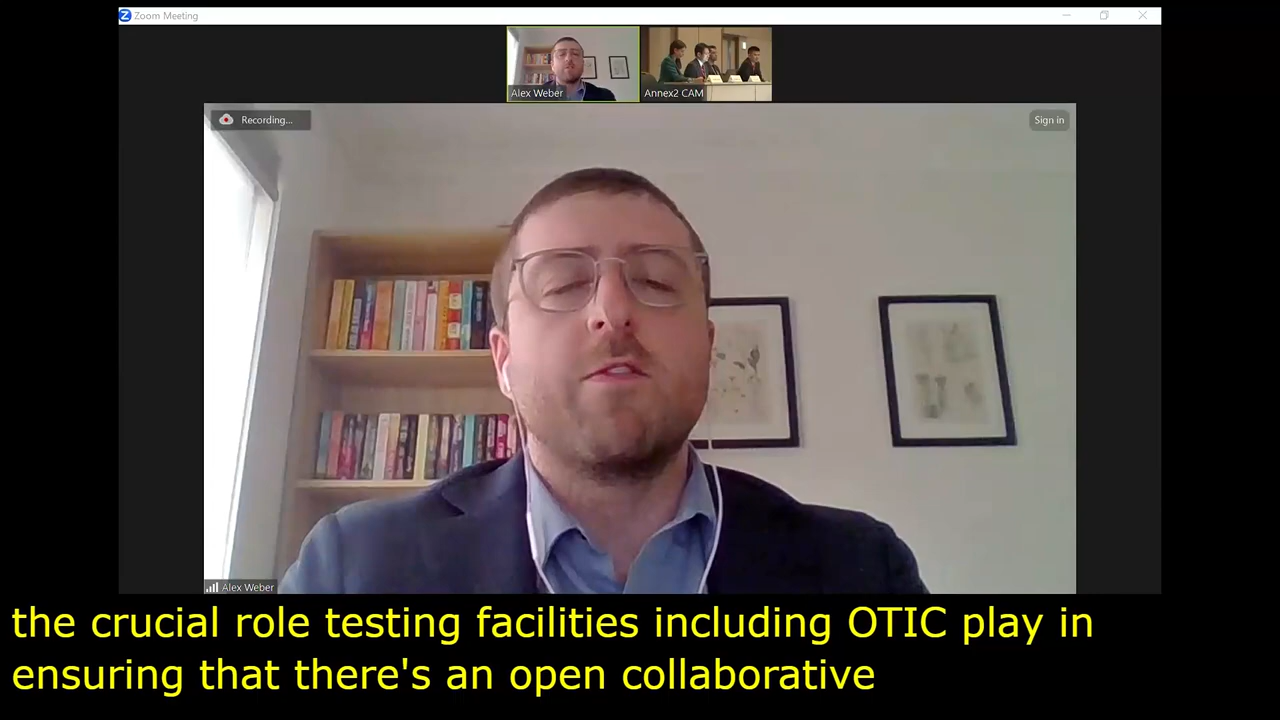 Zoom Meeting
Alex Weber
Annex2 CAM
Recording...
Sign in
Alex Weber
the crucial role testing facilities including OTIC play in
ensuring that there's an open collaborative